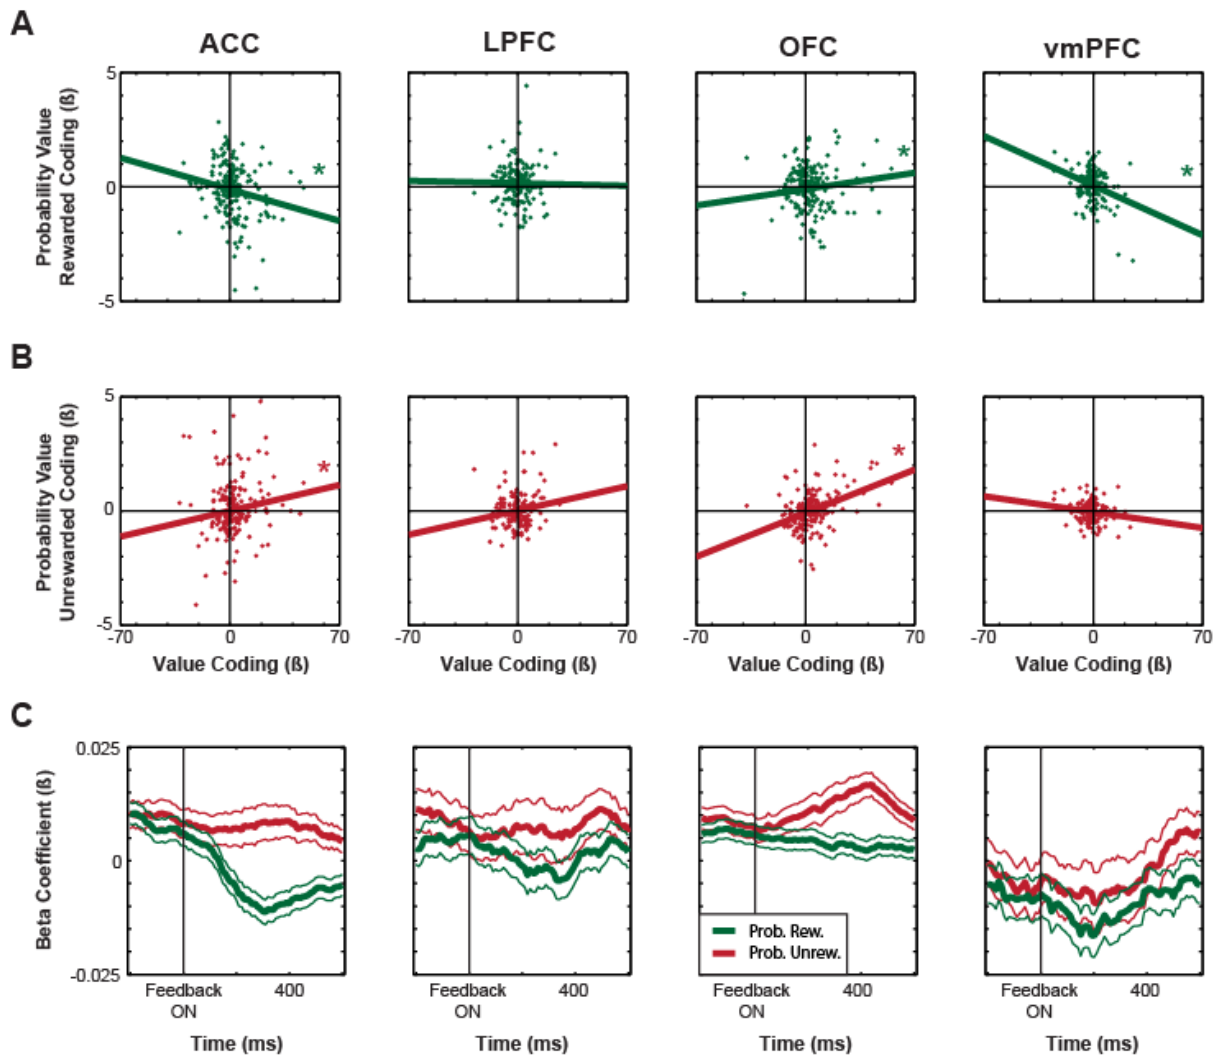 A
ACC
LPFC
OFC
vmPFC
Probability Value
Rewarded Coding (ß)
5
0
-5
*
*
*
B
Probability Value
Unrewarded Coding (ß)
5
0
-5
*
*
-70 0 70
-70 0 70
-70 0 70
-70 0 70
Value Coding (ß)
Value Coding (ß)
Value Coding (ß)
Value Coding (ß)
C
Beta Coefficient (ß)
0.025
0
-0.025
Prob. Rew.
Prob. Unrew.
Feedback
ON
400
Feedback
ON
400
Feedback
ON
400
Feedback
ON
400
Time (ms)
Time (ms)
Time (ms)
Time (ms)